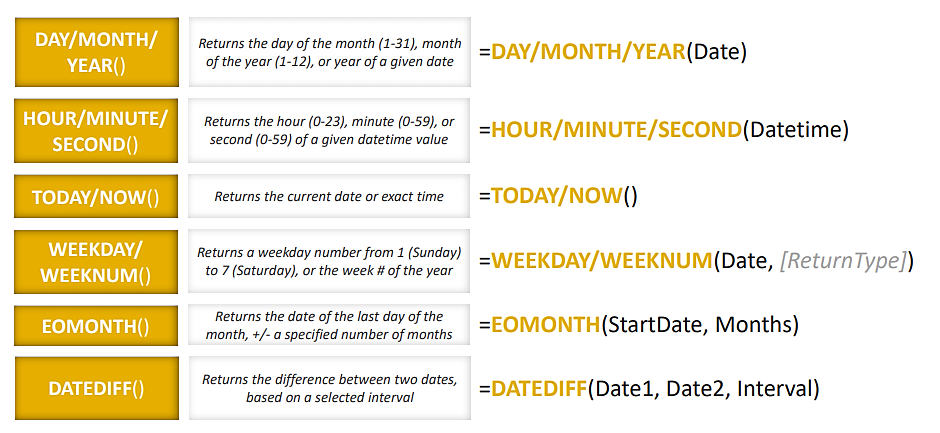 DAY/MONTH/
YEAR()
Returns the day of the month (1-31), month
of the year (1-12), or year of a given date
=DAY/MONTH/YEAR(Date)
HOUR/MINUTE/
SECOND()
Returns the hour (0-23), minute (0-59), or
second (0-59) of a given datetime value
=HOUR/MINUTE/SECOND(Datetime)
TODAY/NOW()
Returns the current date or exact time
=TODAY/NOW()
WEEKDAY/
WEEKNUM()
Returns a weekday number from 1 (Sunday)
to 7 (Saturday), or the week # of the year
=WEEKDAY/WEEKNUM(Date, [ReturnType])
EOMONTH()
Returns the date of the last day of the
month, +/- a specified number of months
=EOMONTH(StartDate, Months)
DATEDIFF()
Returns the difference between two dates,
based on a selected interval
=DATEDIFF(Date1, Date2, Interval)